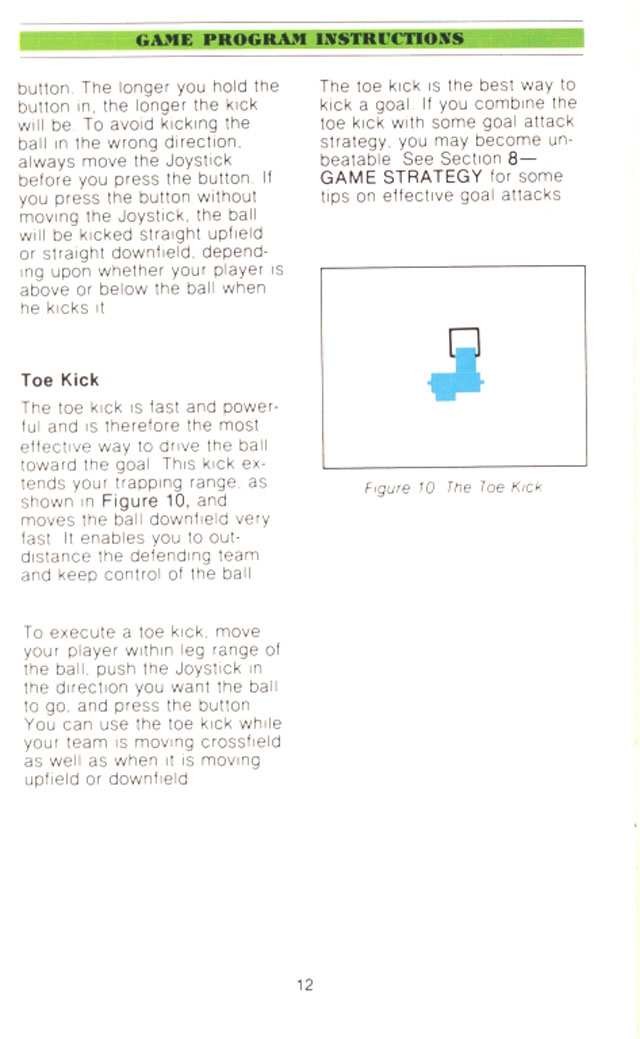 GAME PROGRAM INSTRUCTIONS
button. The longer you hold the
button in, the longer the kick
will be. To avoid kicking the
ball in the wrong direction,
always move the Joystick
before you press the button. If
you press the button without
moving the Joystick, the ball
will be kicked straight upfield
or straight downfield, depend-
ing upon whether your player is
above or below the ball when
he kicks it
Toe Kick
The toe kick is fast and power-
ful and is therefore the most
effective way to drive the ball
toward the goal. This kick ex-
tends your trapping range, as
shown in Figure 10, and
moves the ball downfield very
fast. It enables you to out-
distance the defending team
and keep control of the ball
To execute a toe kick, move
your player within leg range of
the ball, push the Joystick in
the direction you want the ball
to go, and press the button
You can use the toe kick while
your team is moving crossfield
as well as when it is moving
upfield or downfield
The toe kick is the best way to
kick a goal. If you combine the
toe kick with some goal attack
strategy, you may become un-
beatable. See Section 8—
GAME STRATEGY for some
tips on effective goal attacks
Figure 10 The Toe Kick
12